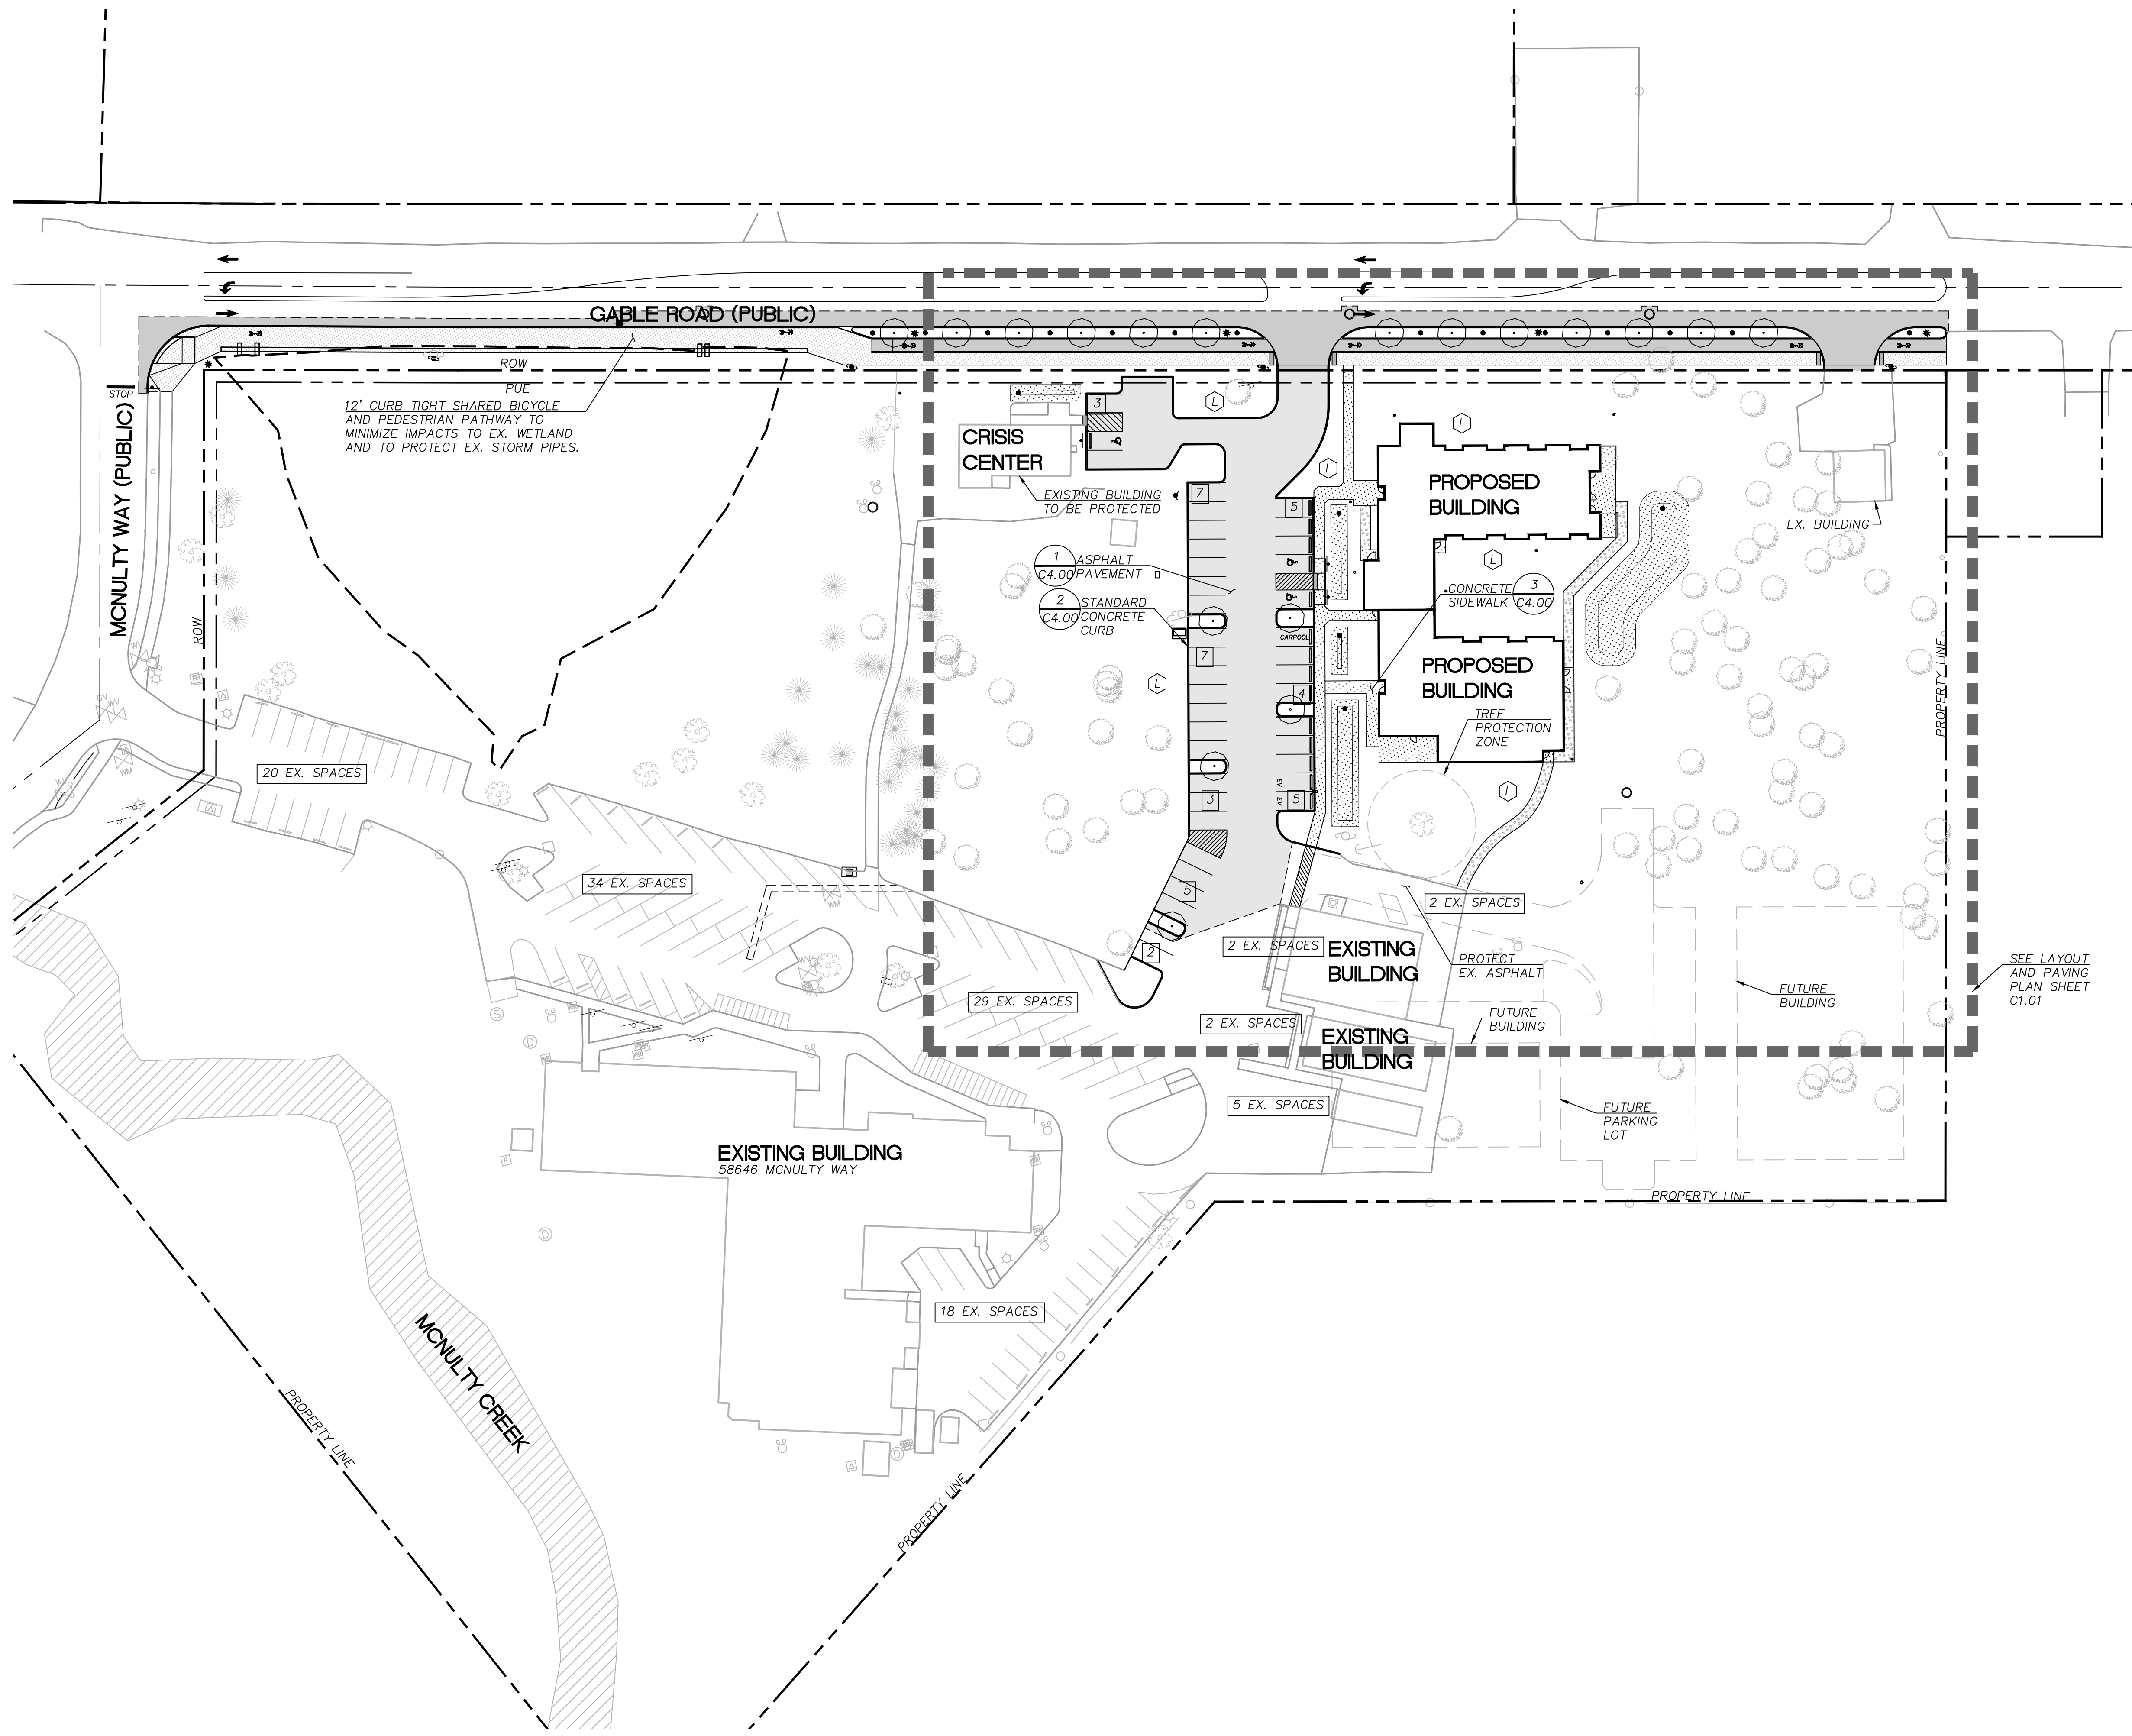 GABLE ROAD (PUBLIC)
ROW
PUE
STOP
12' CURB TIGHT SHARED BICYCLE
AND PEDESTRIAN PATHWAY TO
MINIMIZE IMPACTS TO EX. WETLAND
AND TO PROTECT EX. STORM PIPES.
MCNULTY WAY (PUBLIC)
ROW
CRISIS
CENTER
3
L
L
L
EXISTING BUILDING
TO BE PROTECTED
7
5
PROPOSED
BUILDING
EX. BUILDING
1
C4.00
ASPHALT
PAVEMENT
2
C4.00
STANDARD
CONCRETE
CURB
L
CONCRETE
SIDEWALK
3
C4.00
CARPOOL
7
L
4
PROPOSED
BUILDING
TREE
PROTECTION
ZONE
PROPERTY LINE
20 EX. SPACES
WM
3
EV
EV
5
L
34 EX. SPACES
WM
5
2 EX. SPACES
2
2 EX. SPACES
EXISTING
BUILDING
PROTECT
EX. ASPHALT
SEE LAYOUT
AND PAVING
PLAN SHEET
C1.01
FUTURE
BUILDING
29 EX. SPACES
S
D
2 EX. SPACES
FUTURE
BUILDING
EXISTING
BUILDING
5 EX. SPACES
FUTURE
PARKING
LOT
EXISTING BUILDING
58646 MCNULTY WAY
P
PROPERTY LINE
D
18 EX. SPACES
MCNULTY CREEK
PROPERTY LINE
D
PROPERTY LINE